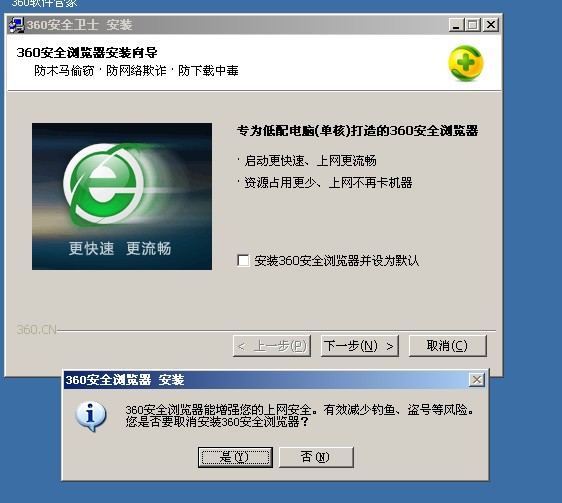 360软件管家
360安全卫士 安装
360安全浏览器安装向导
防木马偷窃·防网络欺诈·防下载中毒
专为低配电脑(单核)打造的360安全浏览器
·启动更快速、上网更流畅
·资源占用更少、上网不再卡机器
更快速 更流畅
安装360安全浏览器并设为默认
360.CN
< 上一步(P)
下一步(N) >
取消(C)
360安全浏览器 安装
360安全浏览器能增强您的上网安全。有效减少钓鱼、盗号等风险。
您是否要取消安装360安全浏览器?
是(Y)
否(N)